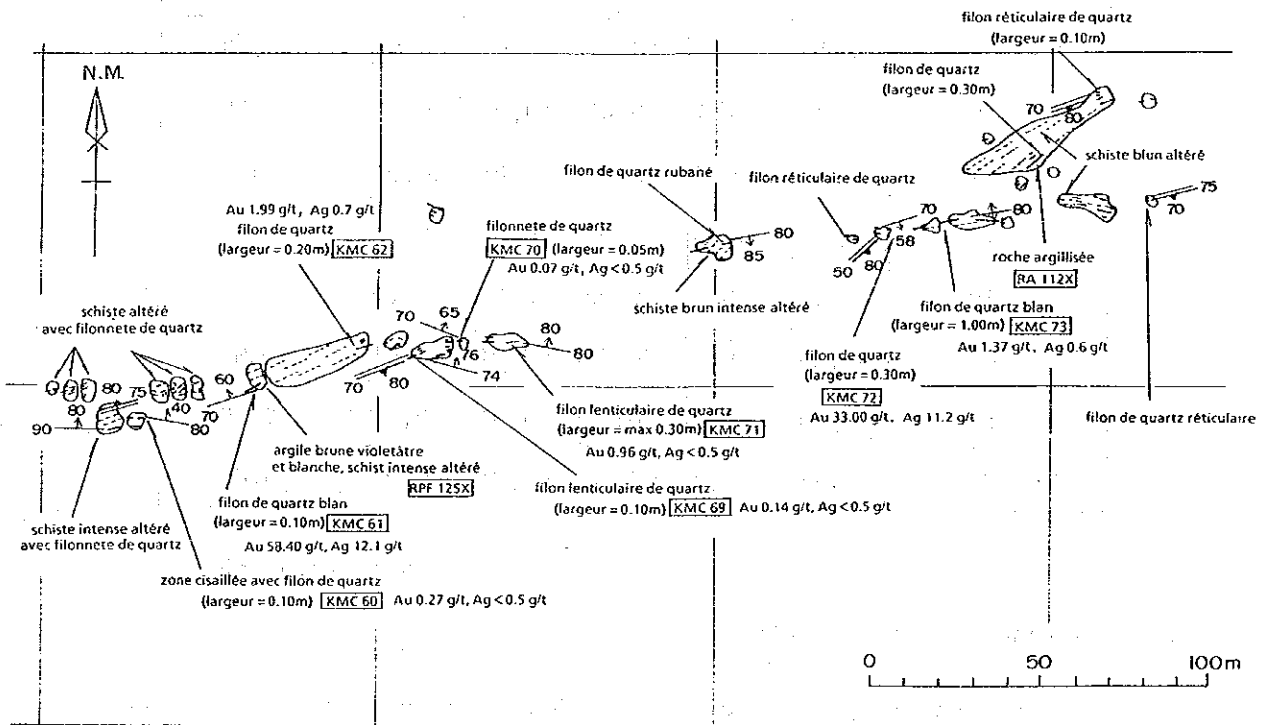 filon réticulaire de quartz
(largeur = 0.10m)
N.M.
filon de quartz
(largeur = 0.30m)
70
80
schiste blun altéré
filon de quartz rubané
filon réticulaire de quartz
75
70
Au 1.99 g/t, Ag 0.7 g/t
filon de quartz
(largeur = 0.20m) KMC 62
filonnete de quartz
KMC 70 (largeur = 0.05m)
Au 0.07 g/t, Ag < 0.5 g/t
80
85
70
58
80
50
80
roche argillisée
RA 112X
schiste brun intense altéré
schiste altéré
avec filonnete de quartz
65
70
76
74
70
80
80
80
filon de quartz blan
(largeur = 1.00m) KMC 73
Au 1.37 g/t, Ag 0.6 g/t
filon de quartz
(largeur = 0.30m)
KMC 72
Au 33.00 g/t, Ag 11.2 g/t
filon de quartz réticulaire
80
75
60
70
40
80
80
90
filon lenticulaire de quartz
(largeur = max 0.30m) KMC 71
Au 0.96 g/t, Ag < 0.5 g/t
argile brune violetâtre
et blanche, schist intense altéré
RPF 125X
filon lenticulaire de quartz
(largeur = 0.10m) KMC 69 Au 0.14 g/t, Ag < 0.5 g/t
filon de quartz blan
(largeur = 0.10m) KMC 61
Au 58.40 g/t, Ag 12.1 g/t
schiste intense altéré
avec filonnete de quartz
zone cisaillée avec filon de quartz
(largeur = 0.10m) KMC 60 Au 0.27 g/t, Ag < 0.5 g/t
0 50 100m